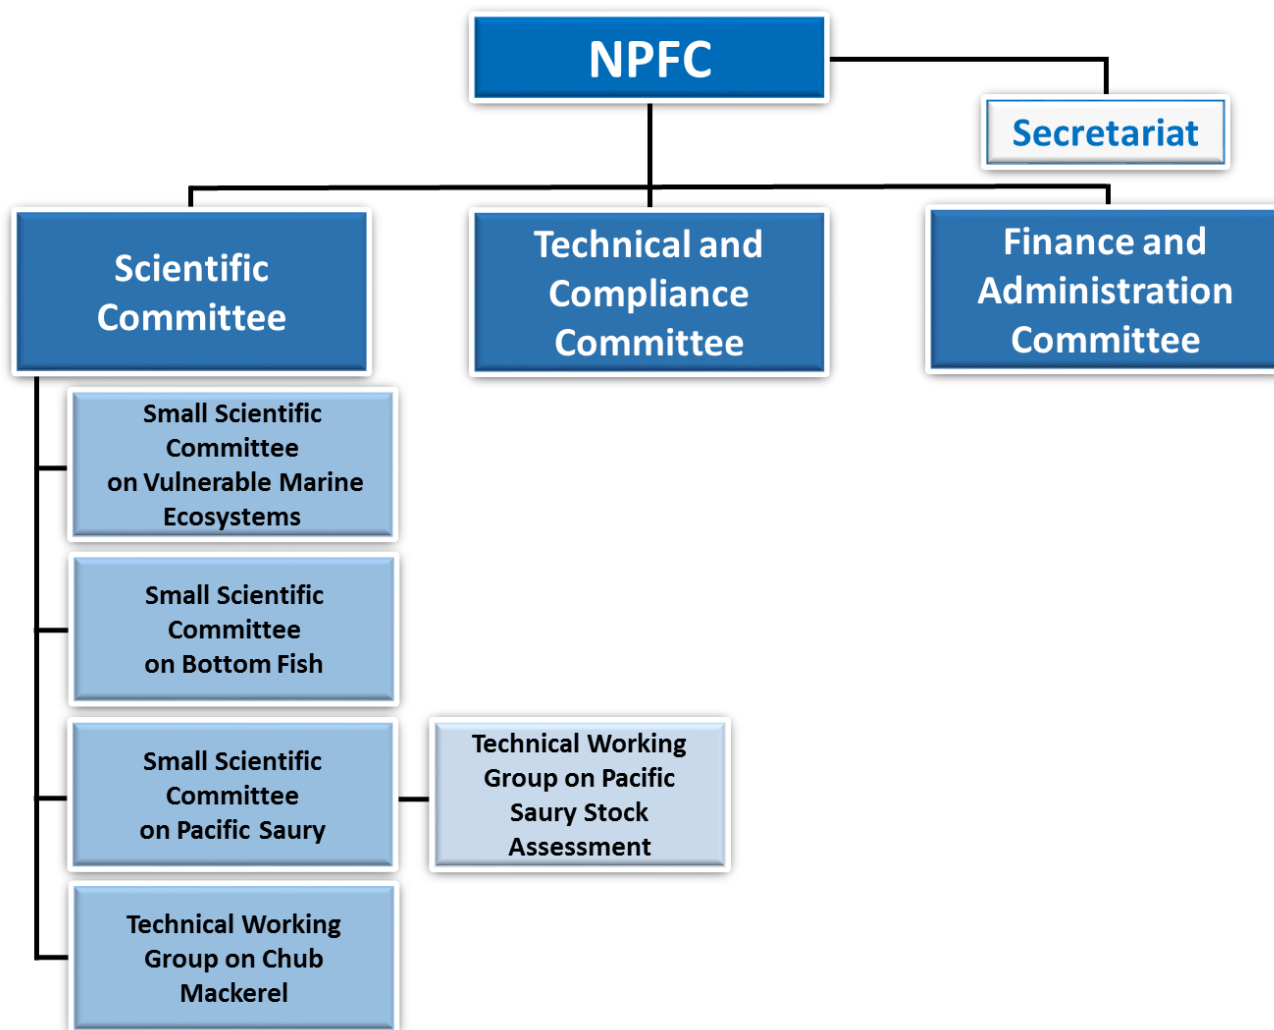 NPFC
Secretariat
Scientific
Committee
Technical and
Compliance
Committee
Finance and
Administration
Committee
Small Scientific
Committee
on Vulnerable Marine
Ecosystems
Small Scientific
Committee
on Bottom Fish
Small Scientific
Committee
on Pacific Saury
Technical Working
Group on Pacific
Saury Stock
Assessment
Technical Working
Group on Chub
Mackerel